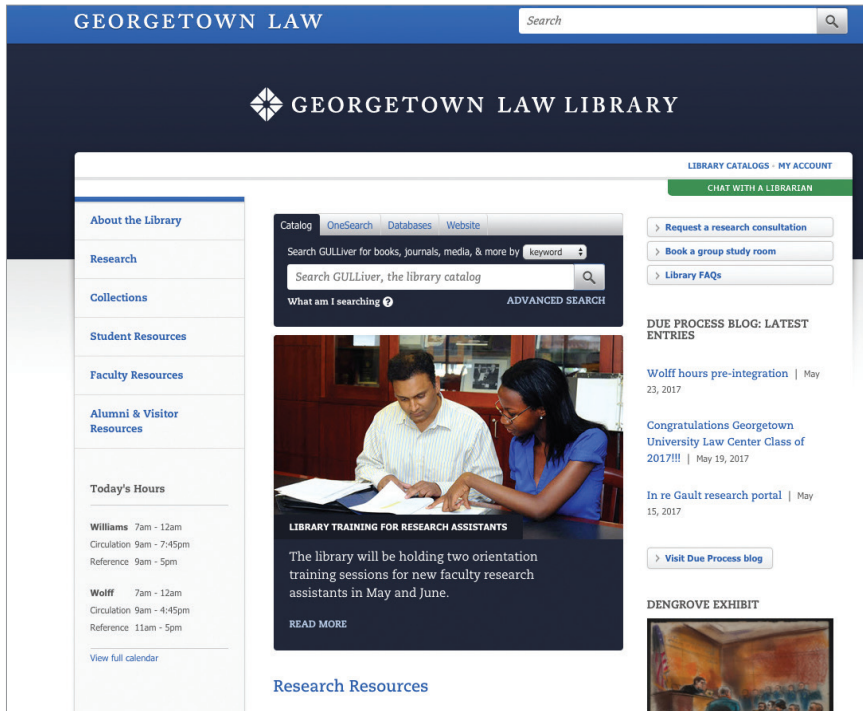 GEORGETOWN LAW
Search
GEORGETOWN LAW LIBRARY
LIBRARY CATALOGS - MY ACCOUNT
CHAT WITH A LIBRARIAN
About the Library
Research
Collections
Student Resources
Faculty Resources
Alumni & Visitor
Resources
Today's Hours
Williams 7am - 12am
Circulation 9am - 7:45pm
Reference 9am - 5pm
Wolff 7am - 12am
Circulation 9am - 4:45pm
Reference 11am - 5pm
View full calendar
Catalog OneSearch Databases Website
Search GULLiver for books, journals, media, & more by keyword
Search GULLiver, the library catalog
What am I searching ? ADVANCED SEARCH
LIBRARY TRAINING FOR RESEARCH ASSISTANTS
The library will be holding two orientation
training sessions for new faculty research
assistants in May and June.
READ MORE
Research Resources
> Request a research consultation
> Book a group study room
> Library FAQs
DUE PROCESS BLOG: LATEST
ENTRIES
Wolff hours pre-integration | May
23, 2017
Congratulations Georgetown
University Law Center Class of
2017!!! | May 19, 2017
In re Gault research portal | May
15, 2017
> Visit Due Process blog
DENGROVE EXHIBIT